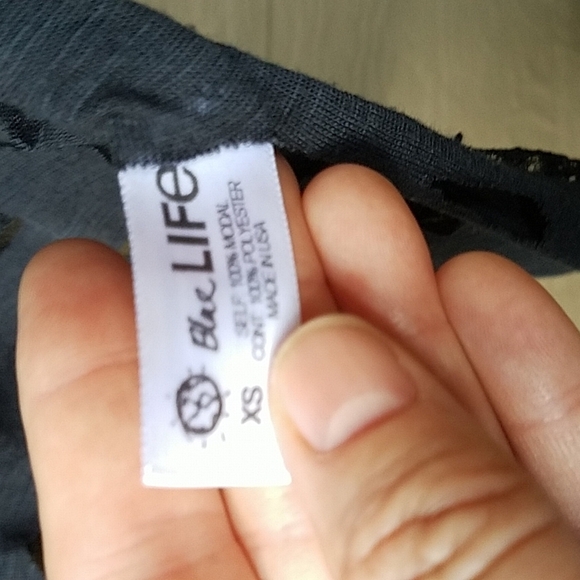 Blue LIFe
SELF 100% MODAL
CONT 100% POLYESTER
MADE IN USA
XS